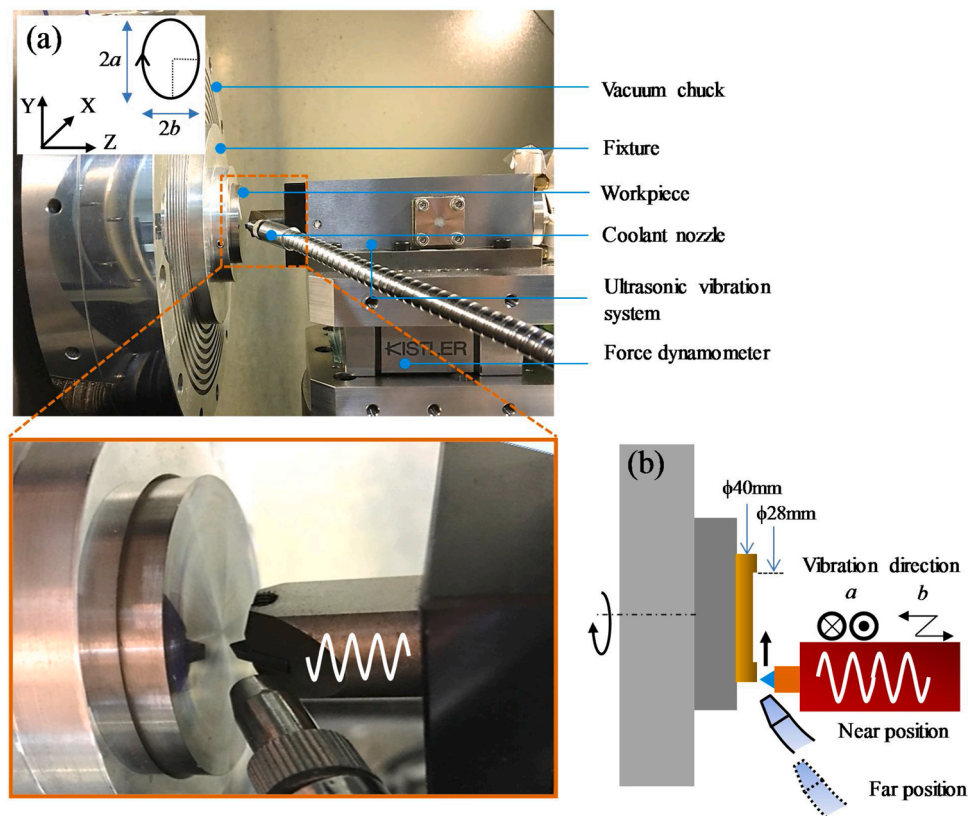 (a)
2a
2b
Y
X
Z
Vacuum chuck
Fixture
Workpiece
Coolant nozzle
Ultrasonic vibration
system
Force dynamometer
KISTLER
(b)
ϕ40mm
ϕ28mm
Vibration direction
a
b
Near position
Far position